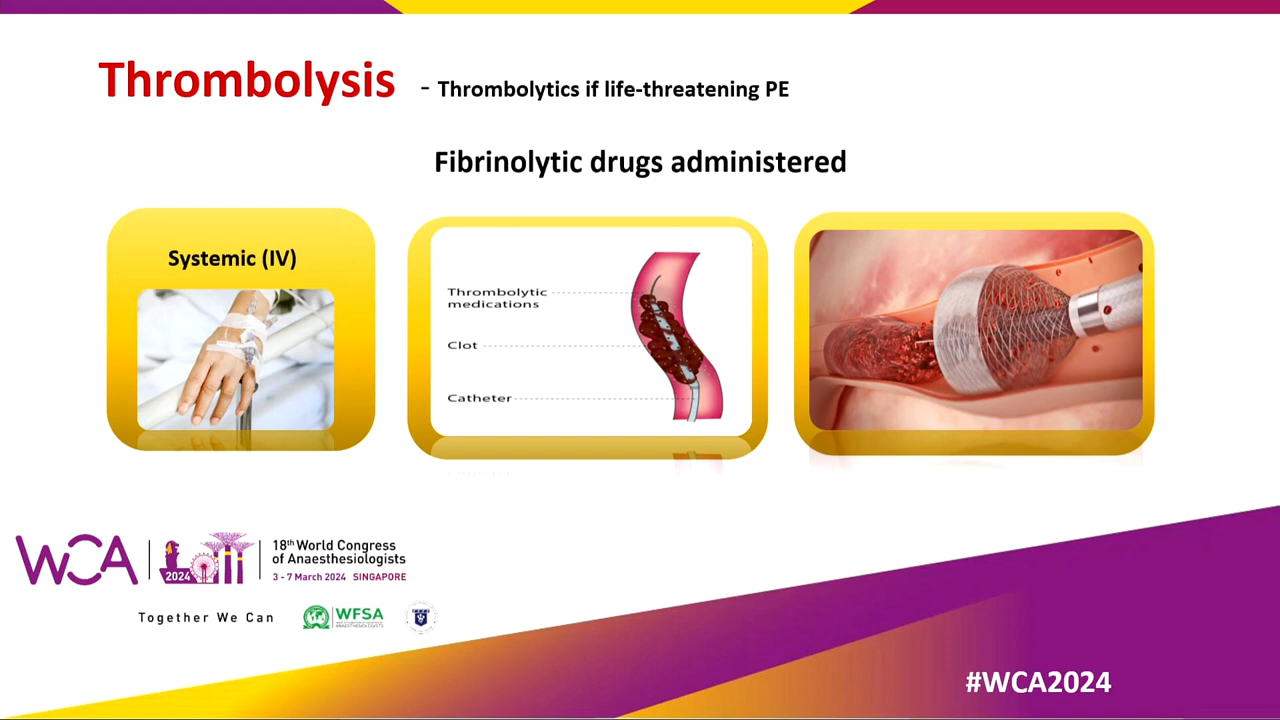 Thrombolysis
- Thrombolytics if life-threatening PE
Fibrinolytic drugs administered
Systemic (IV)
Thrombolytic
medications
Clot
Catheter
WCA
2024
18th World Congress
of Anaesthesiologists
3 - 7 March 2024 SINGAPORE
Together We Can
WFSA
#WCA2024